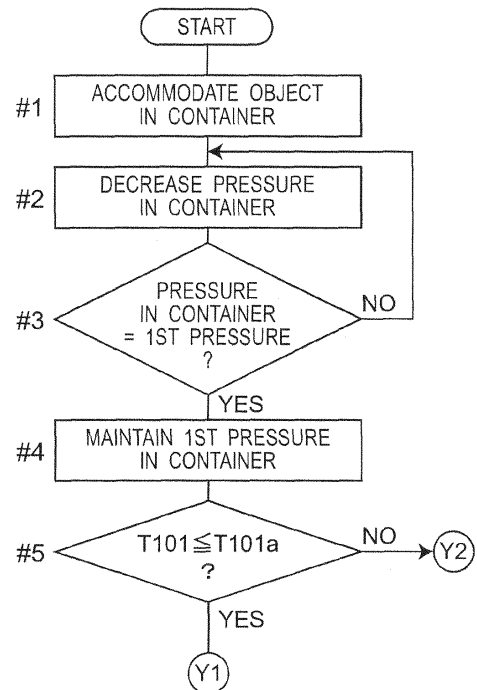 START
#1
ACCOMMODATE OBJECT
IN CONTAINER
#2
DECREASE PRESSURE
IN CONTAINER
#3
PRESSURE
IN CONTAINER
= 1ST PRESSURE
?
NO
YES
#4
MAINTAIN 1ST PRESSURE
IN CONTAINER
#5
T101≦T101a
?
NO
Y2
YES
Y1